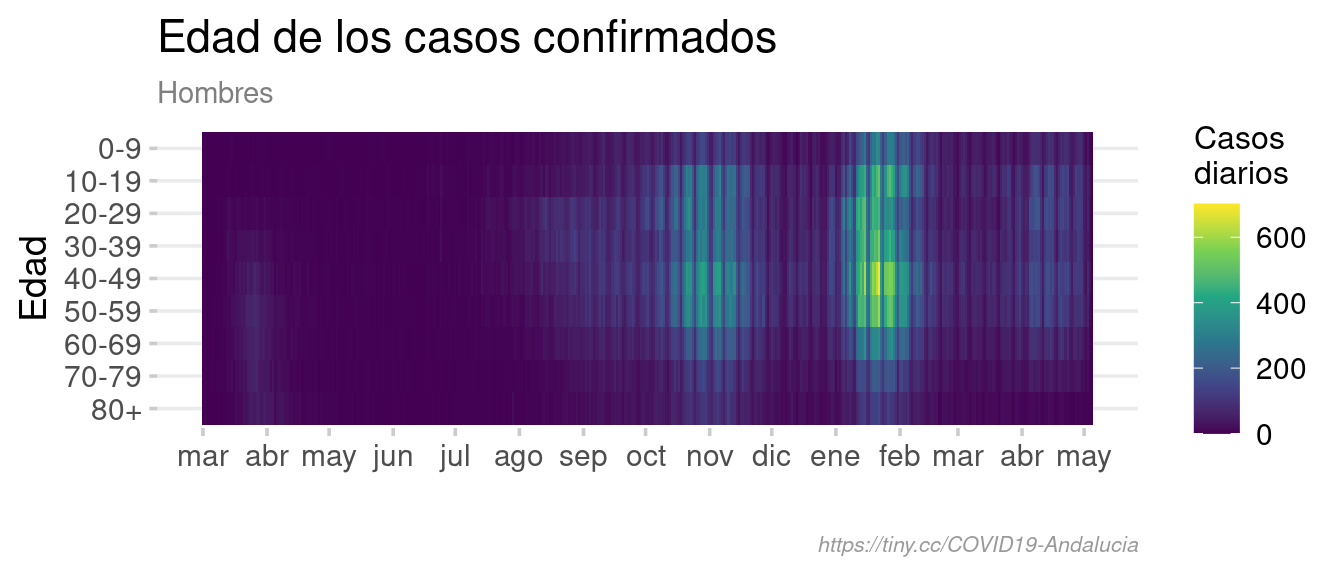 Edad de los casos confirmados
Hombres
Edad
0-9
10-19
20-29
30-39
40-49
50-59
60-69
70-79
80+
mar abr may jun jul ago sep oct nov dic ene feb mar abr may
Casos
diarios
600
400
200
0
https://tiny.cc/COVID19-Andalucia